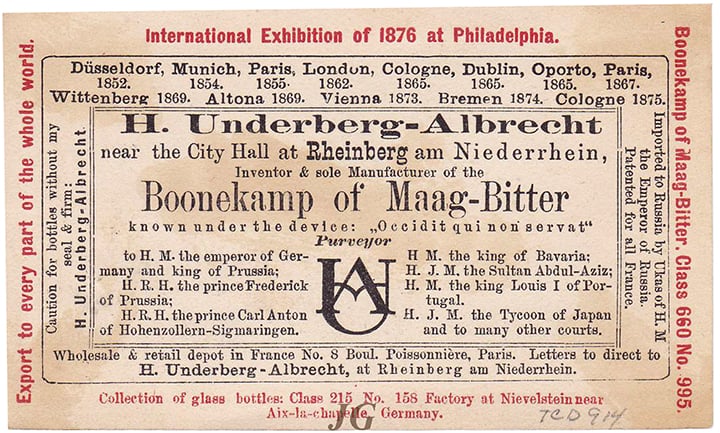 International Exhibition of 1876 at Philadelphia.
Düsseldorf, Munich, Paris, London, Cologne, Dublin, Oporto, Paris,
1852. 1854. 1855. 1862. 1865. 1865. 1865. 1867.
Wittenberg 1869. Altona 1869. Vienna 1873. Bremen 1874. Cologne 1875.
H. Underberg-Albrecht
near the City Hall at Rheinberg am Niederrhein,
Inventor & sole Manufacturer of the
Boonekamp of Maag-Bitter
known under the device: „Occidit qui non servat“
Purveyor
to H. M. the emperor of Ger-
many and king of Prussia;
H. R. H. the prince Frederick
of Prussia;
H. R. H. the prince Carl Anton
of Hohenzollern-Sigmaringen.
UA
H M. the king of Bavaria;
H. J. M. the Sultan Abdul-Aziz;
H. M. the king Louis I of Por-
tugal.
H. J. M. the Tycoon of Japan
and to many other courts.
Wholesale & retail depot in France No. 8 Boul. Poissonnière, Paris. Letters to direct to
H. Underberg-Albrecht, at Rheinberg am Niederrhein.
Collection of glass bottles: Class 215 No. 158 Factory at Nievelstein near
Aix-la-chapelle, Germany.
Export to every part of the whole world.
Caution for bottles without my
seal & firm:
H. Underberg-Albrecht.
Imported to Russia by Ukas of H. M
the Emperor of Russia.
Patented for all France.
Boonekamp of Maag-Bitter. Class 660 No. 995.
JG
TCD914